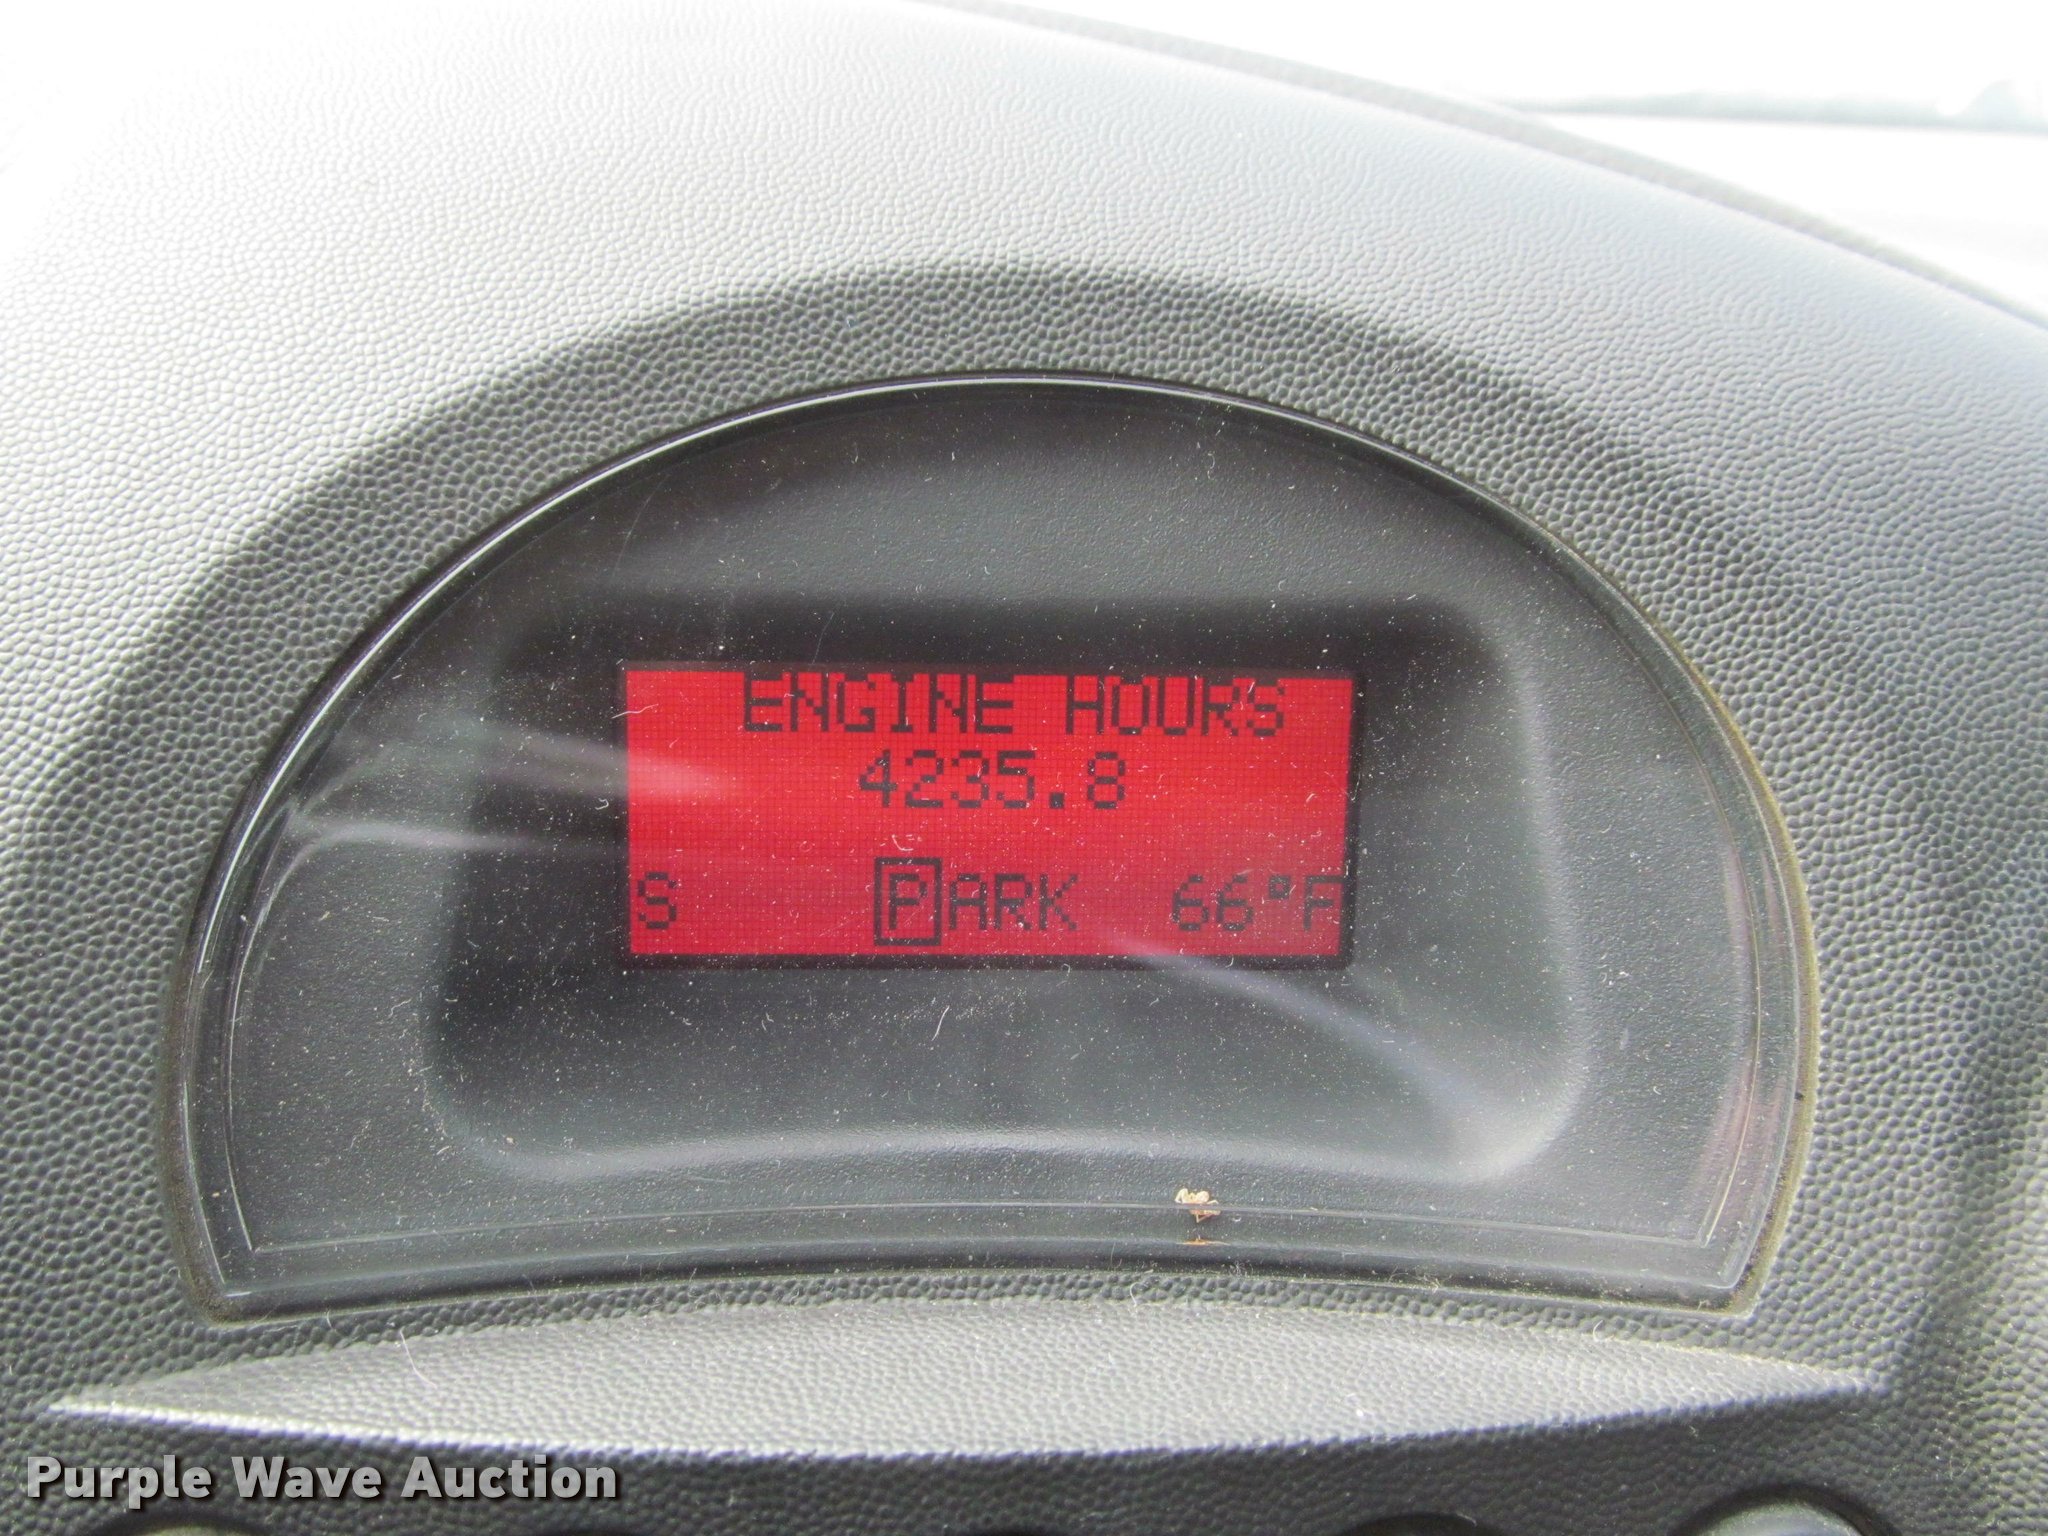 ENGINE HOURS
4235.8
S PARK 66°F
Purple Wave Auction